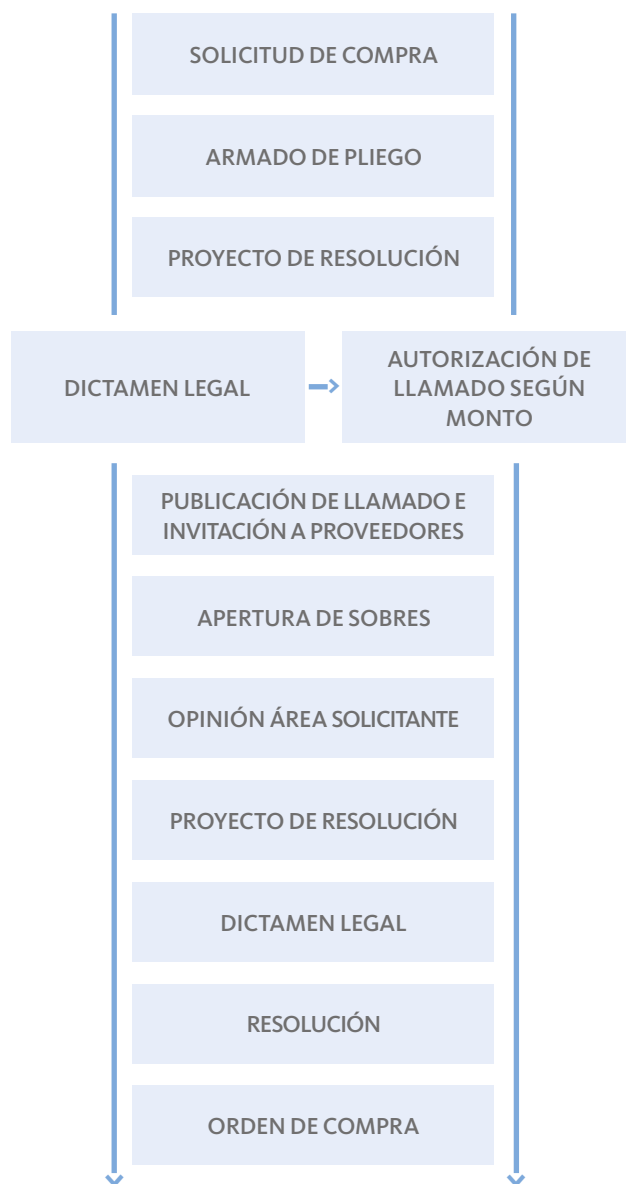 SOLICITUD DE COMPRA
ARMADO DE PLIEGO
PROYECTO DE RESOLUCIÓN
DICTAMEN LEGAL
AUTORIZACIÓN DE
LLAMADO SEGÚN
MONTO
PUBLICACIÓN DE LLAMADO E
INVITACIÓN A PROVEEDORES
APERTURA DE SOBRES
OPINIÓN ÁREA SOLICITANTE
PROYECTO DE RESOLUCIÓN
DICTAMEN LEGAL
RESOLUCIÓN
ORDEN DE COMPRA